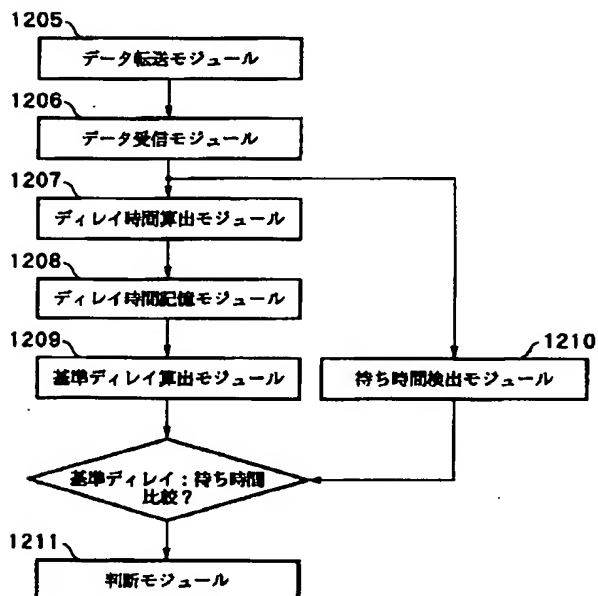 1205
データ転送モジュール
1206
データ受信モジュール
1207
ディレイ時間算出モジュール
1208
ディレイ時間記憶モジュール
1209
基準ディレイ算出モジュール
1210
待ち時間検出モジュール
基準ディレイ：待ち時間
比較？
1211
判断モジュール